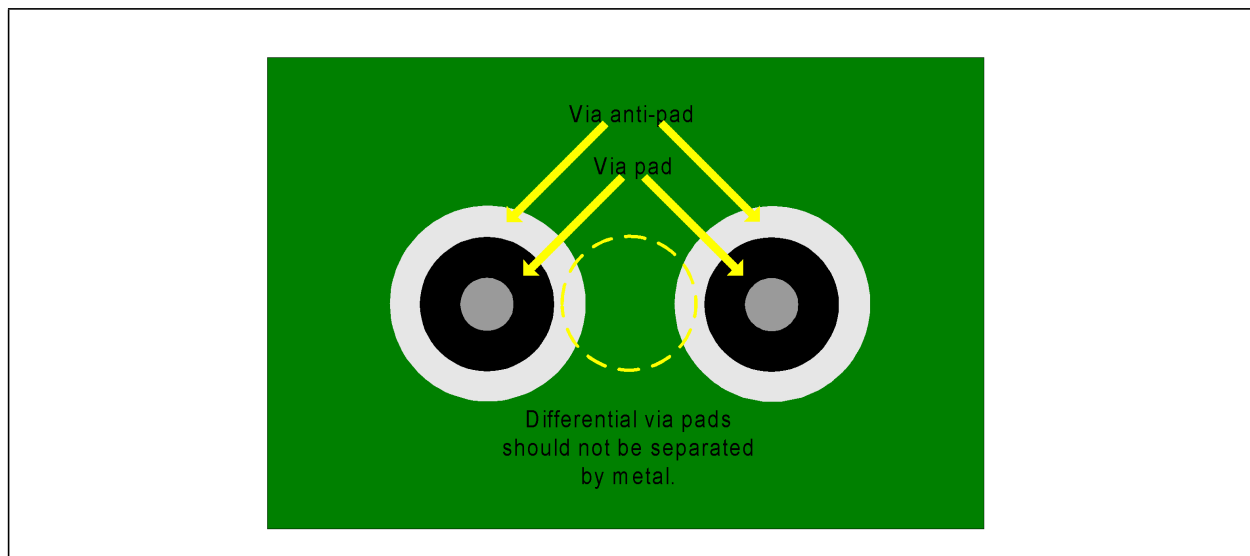 Via anti-pad
Via pad
Differential via pads
should not be separated
by metal.